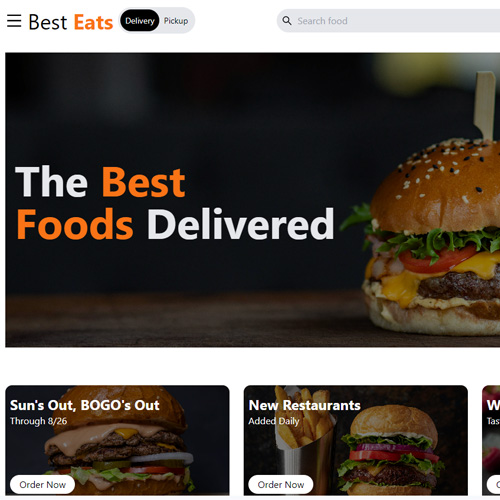 Best Eats
Delivery
Pickup
Search food
The Best
Foods Delivered
Sun's Out, BOGO's Out
Through 8/26
Order Now
New Restaurants
Added Daily
Order Now